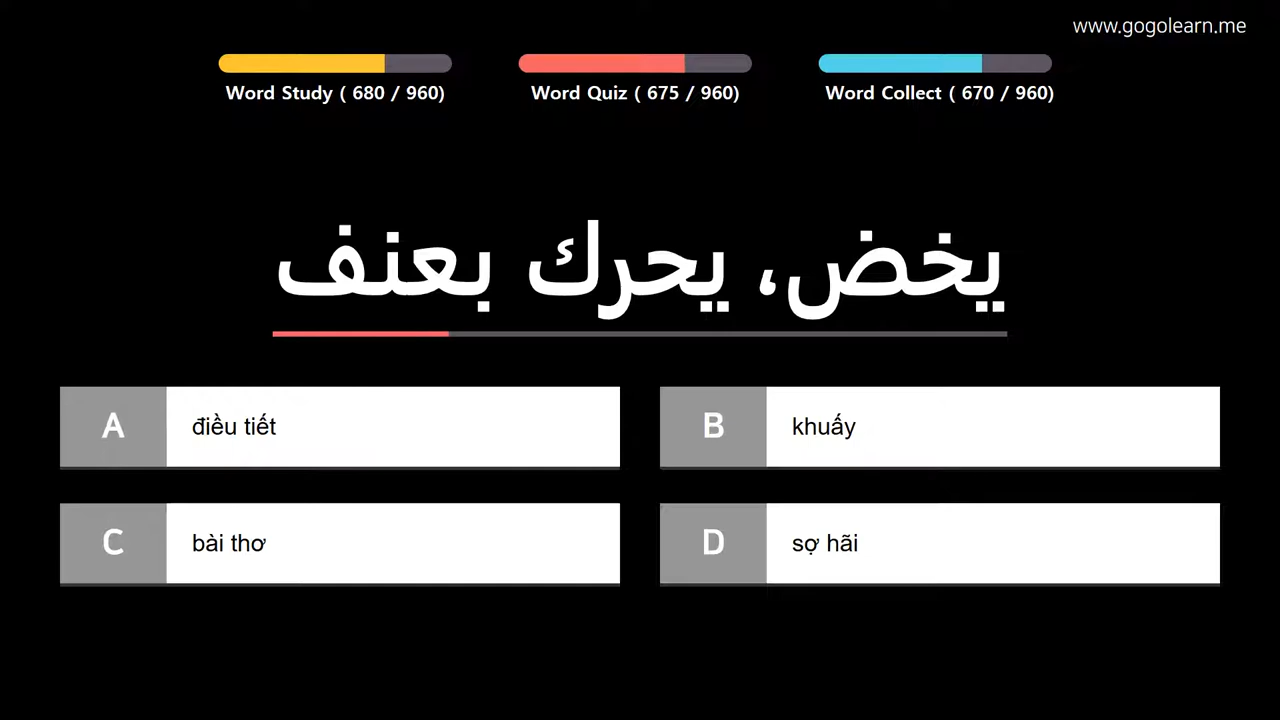 www.gogolearn.me
Word Study ( 680 / 960)
Word Quiz ( 675 / 960)
Word Collect ( 670 / 960)
يخض، يحرك بعنف
A
điều tiết
B
khuấy
C
bài thơ
D
sợ hãi